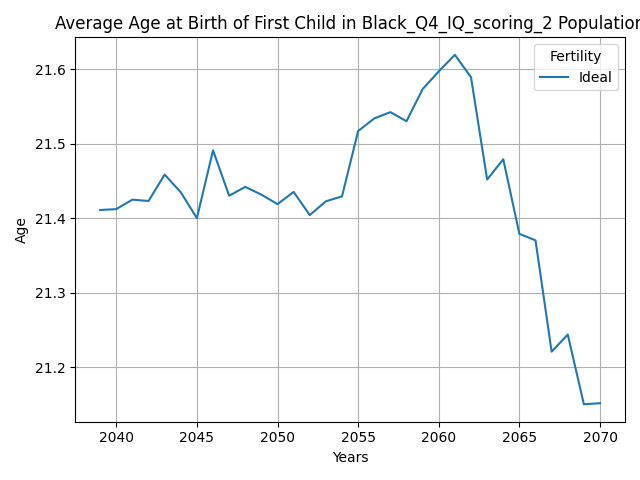 Average Age at Birth of First Child in Black_Q4_IQ_scoring_2 Population
Fertility
Ideal
21.6
21.5
21.4
21.3
21.2
Age
2040 2045 2050 2055 2060 2065 2070
Years